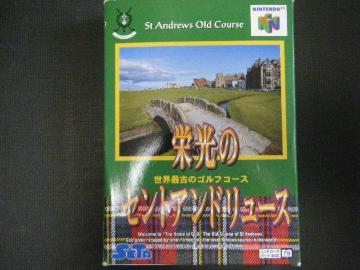 St Andrews Old Course
NINTENDO 64
栄光の
世界最古のゴルフコース
セントアンドリュース
Welcome to "The Home of Golf" The Old Course of St Andrews
SETA